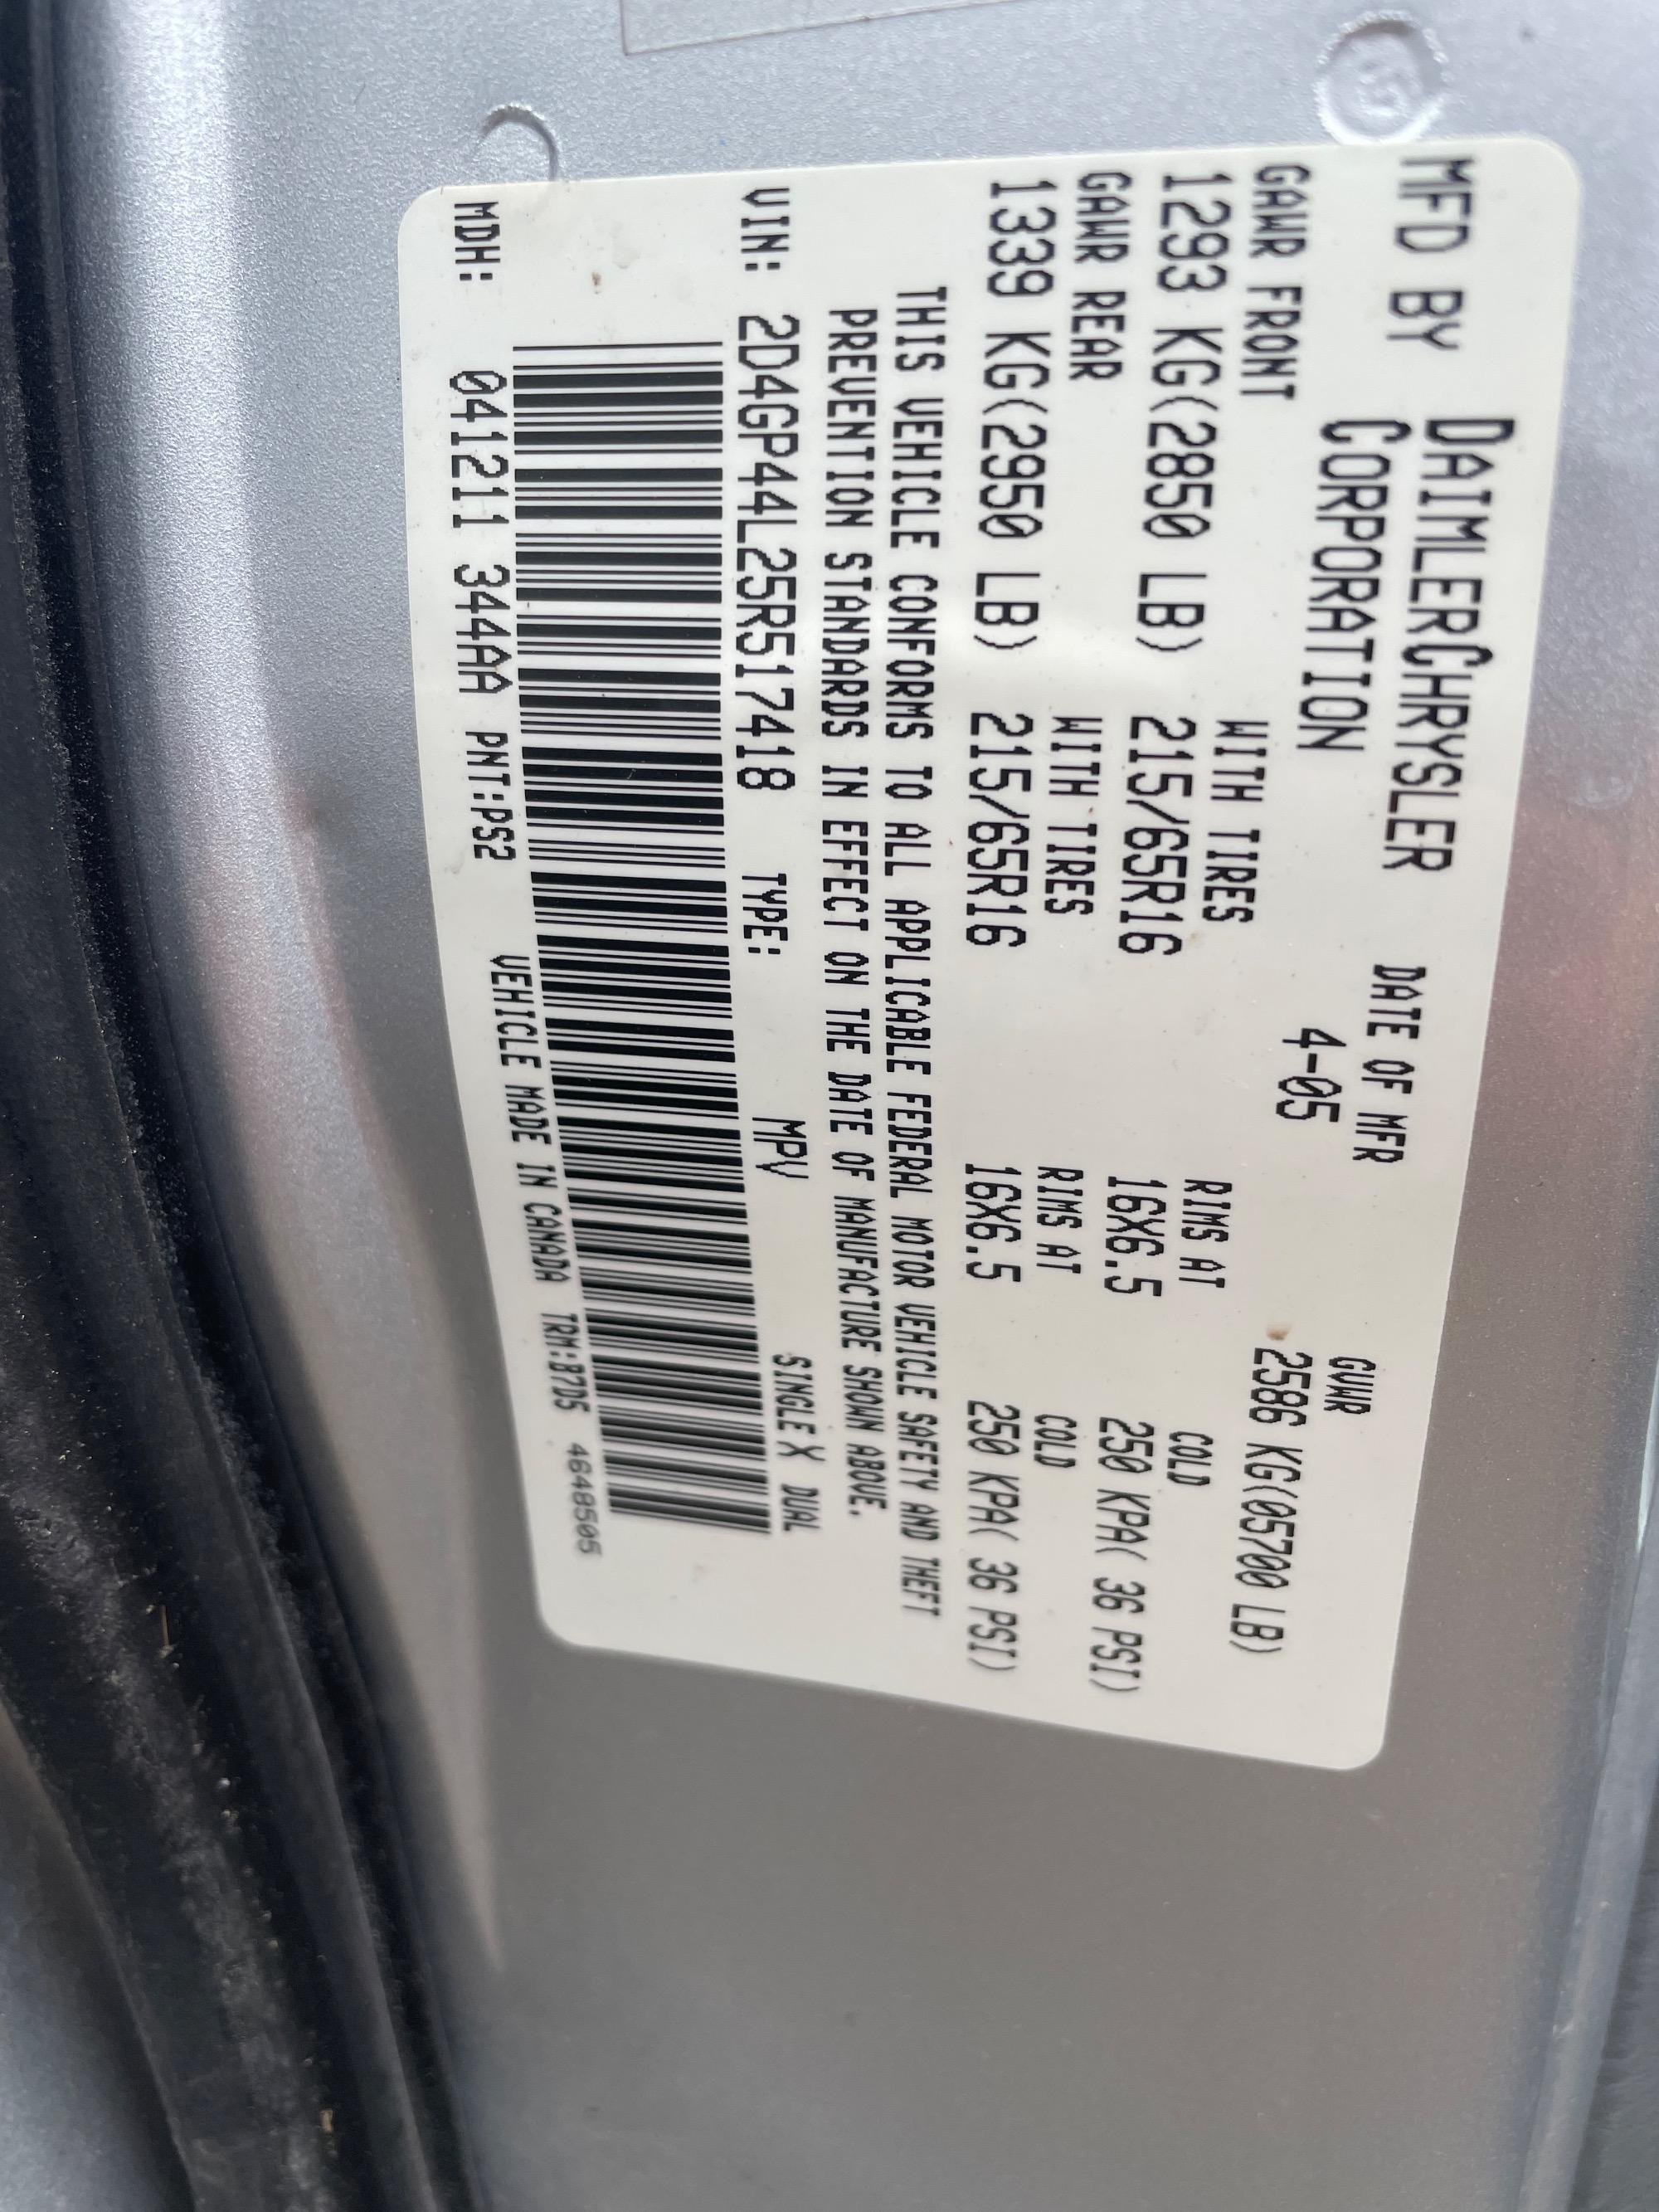 MFD BY DAIMLERCHRYSLER DATE OF MFR GVWR
CORPORATION 4-05 2586 KG(05700 LB)
GAWR FRONT WITH TIRES RIMS AT COLD
1293 KG(2850 LB) 215/65R16 16X6.5 250 KPA( 36 PSI)
GAWR REAR WITH TIRES RIMS AT COLD
1339 KG(2950 LB) 215/65R16 16X6.5 250 KPA( 36 PSI)
THIS VEHICLE CONFORMS TO ALL APPLICABLE FEDERAL MOTOR VEHICLE SAFETY AND THEFT
PREVENTION STANDARDS IN EFFECT ON THE DATE OF MANUFACTURE SHOWN ABOVE.
VIN: 2D4GP44L25R517418 TYPE: MPV SINGLE X DUAL
MDH: 041211 344AA PNT:PS2 VEHICLE MADE IN CANADA TRM:B7D5 4648505